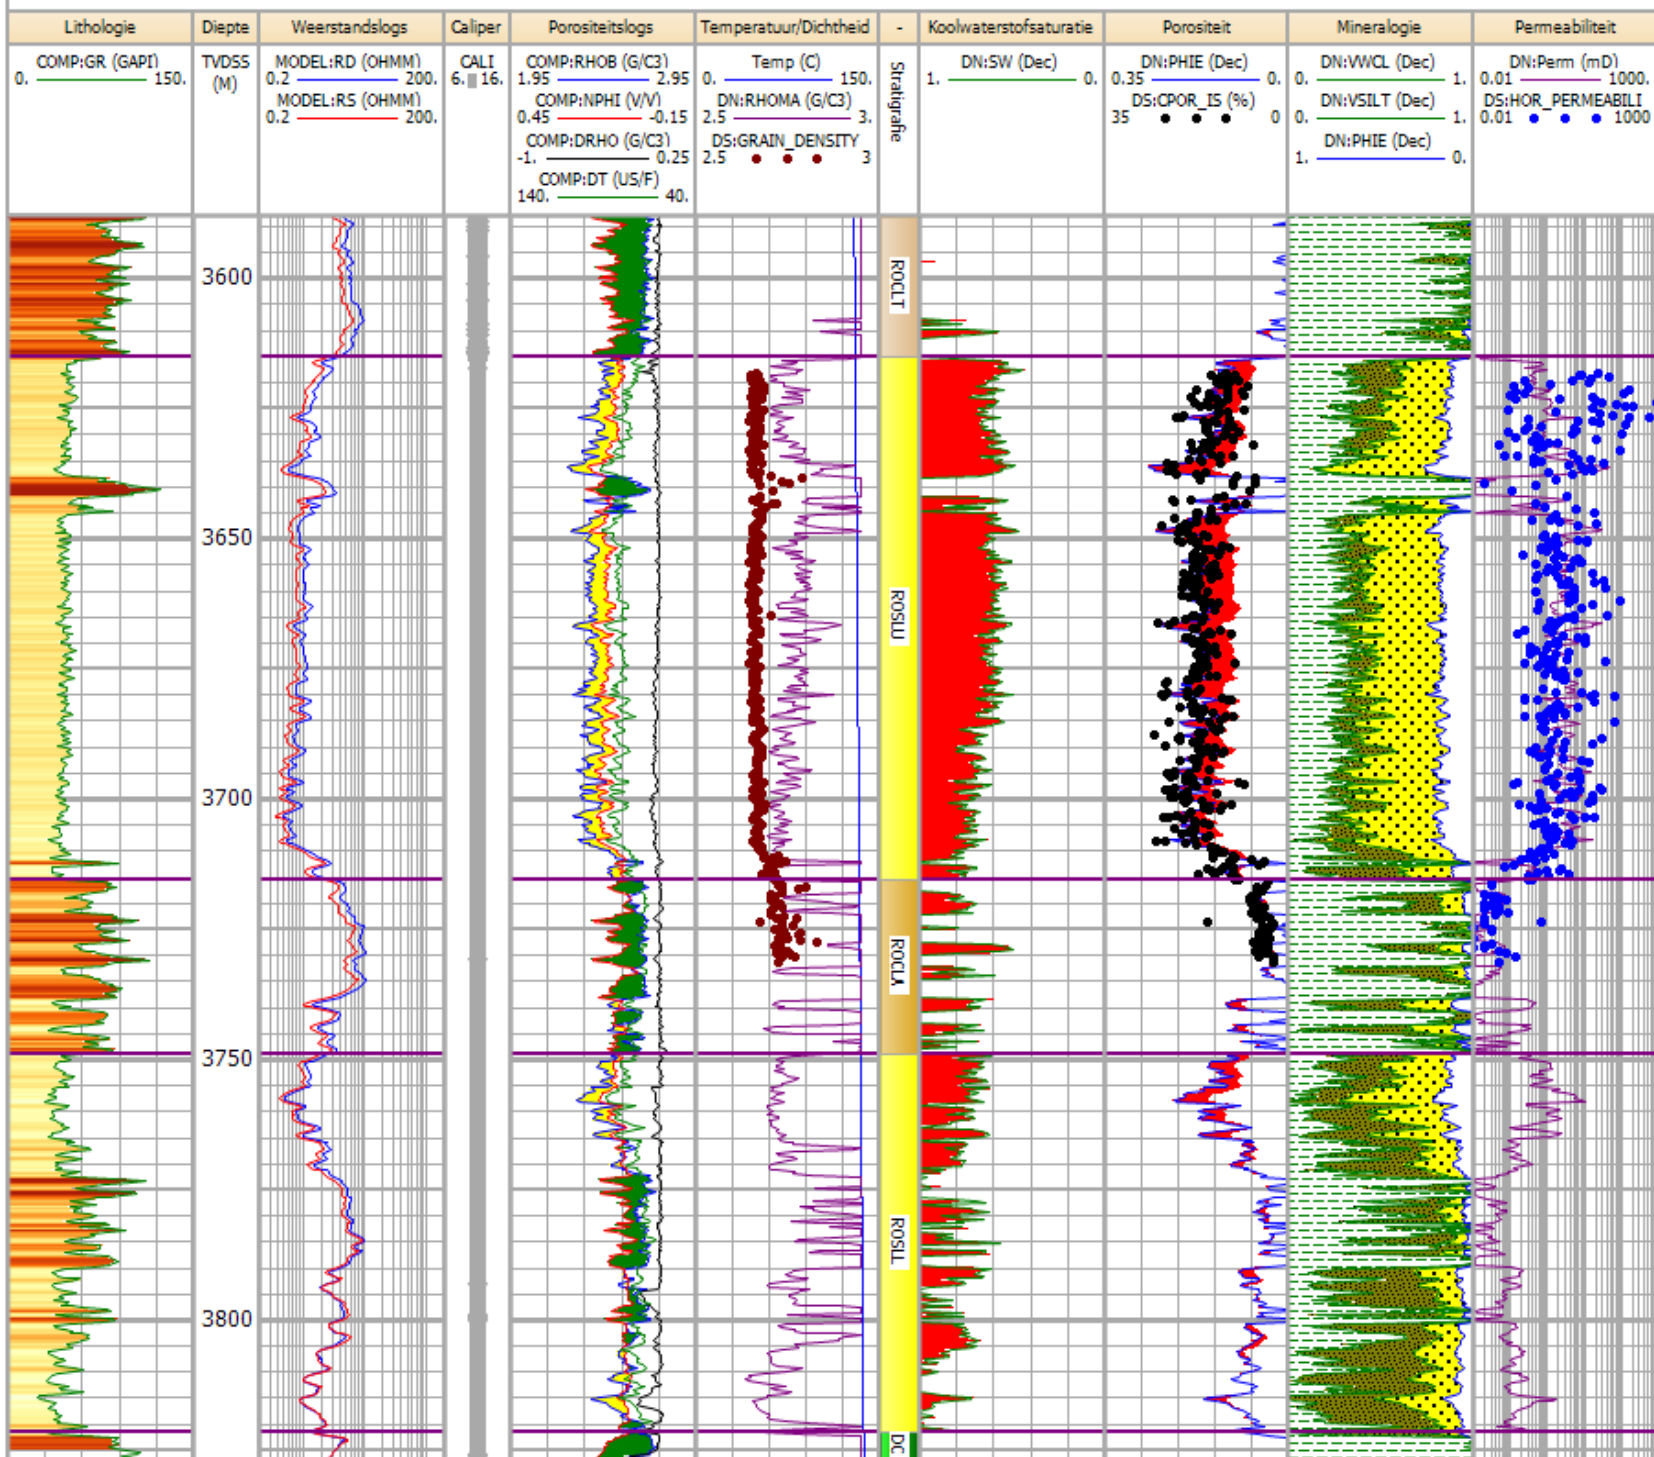 Lithologie
Diepte
Weerstandslogs
Caliper
Porositeitslogs
Temperatuur/Dichtheid
-
Koolwaterstofsaturatie
Porositeit
Mineralogie
Permeabiliteit
COMP:GR (GAPI)
0. 150.
TVDSS
(M)
MODEL:RD (OHMM)
0.2 200.
MODEL:RS (OHMM)
0.2 200.
CALI
6. 16.
COMP:RHOB (G/C3)
1.95 2.95
COMP:NPHI (V/V)
0.45 -0.15
COMP:DRHO (G/C3)
-1. 0.25
COMP:DT (US/F)
140. 40.
Temp (C)
0. 150.
DN:RHOMA (G/C3)
2.5 3.
DS:GRAIN_DENSITY
2.5 3
Stratigrafie
DN:SW (Dec)
1. 0.
DN:PHIE (Dec)
0.35 0.
DS:CPOR_IS (%)
35 0
DN:VWCL (Dec)
0. 1.
DN:VSILT (Dec)
0. 1.
DN:PHIE (Dec)
1. 0.
DN:Perm (mD)
0.01 1000.
DS:HOR_PERMEABILI
0.01 1000
3600
3650
3700
3750
3800
ROCLT
ROSLU
ROCLA
ROSLL
DC